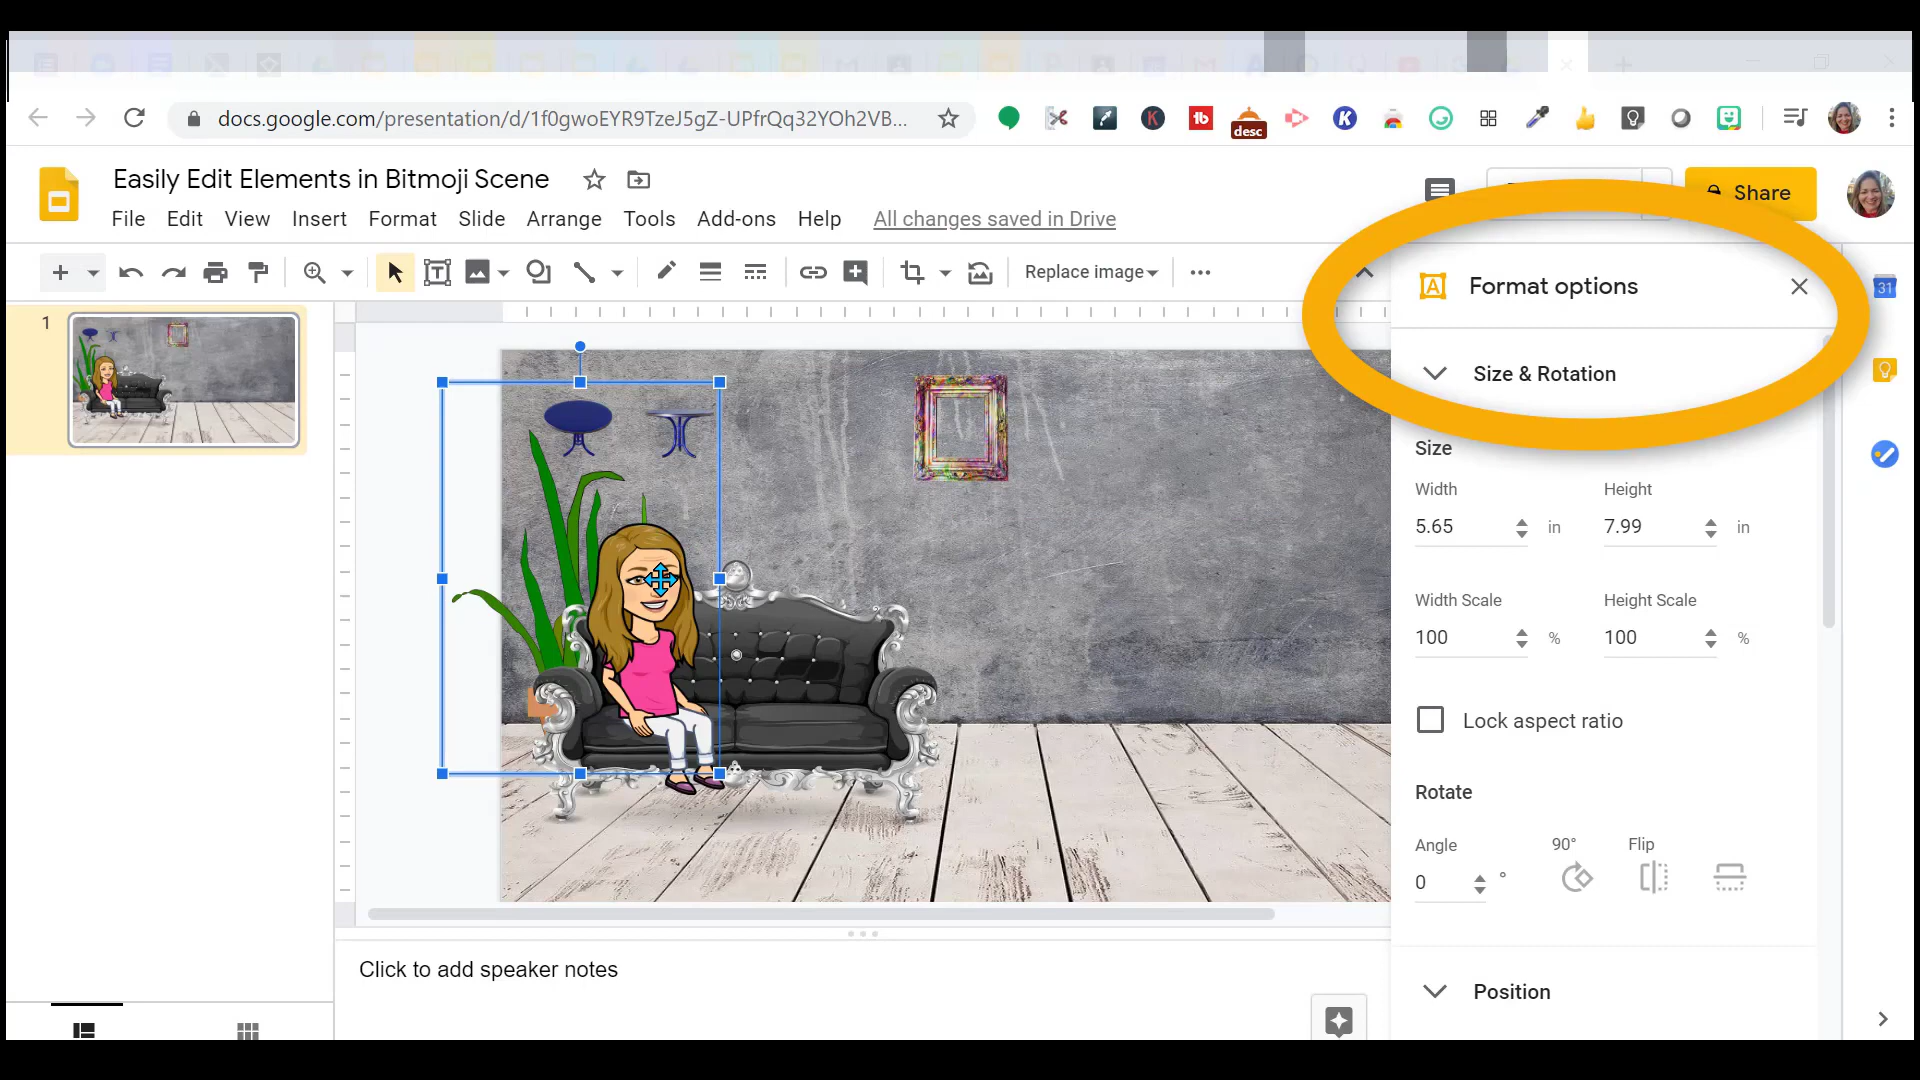 docs.google.com/presentation/d/1f0gwoEYR9TzeJ5gZ-UPfrQq32YOh2VB...
desc
Easily Edit Elements in Bitmoji Scene
File Edit View Insert Format Slide Arrange Tools Add-ons Help All changes saved in Drive
Share
Replace image
Format options
31
1
Size & Rotation
Size
Width Height
5.65 in 7.99 in
Width Scale Height Scale
100 % 100 %
Lock aspect ratio
Rotate
Angle 90° Flip
0 °
Click to add speaker notes
Position